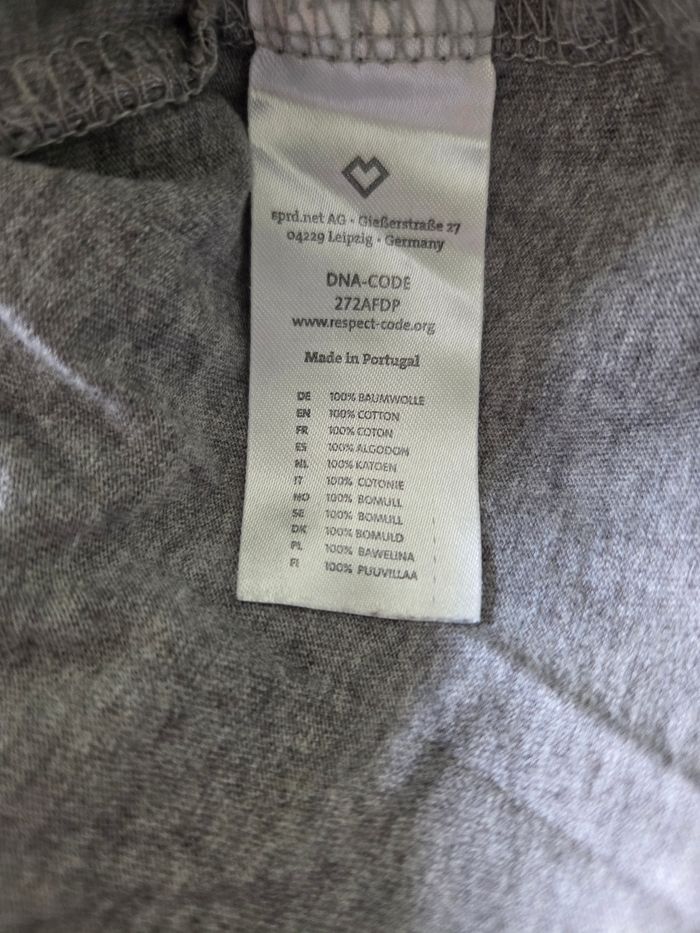 sprd.net AG • Gießerstraße 27
04229 Leipzig • Germany
DNA-CODE
272AFDP
www.respect-code.org
Made in Portugal
DE 100% BAUMWOLLE
EN 100% COTTON
FR 100% COTON
ES 100% ALGODON
NL 100% KATOEN
IT 100% COTONIE
NO 100% BOMULL
SE 100% BOMULL
DK 100% BOMULD
PL 100% BAWELINA
FI 100% PUUVILLAA